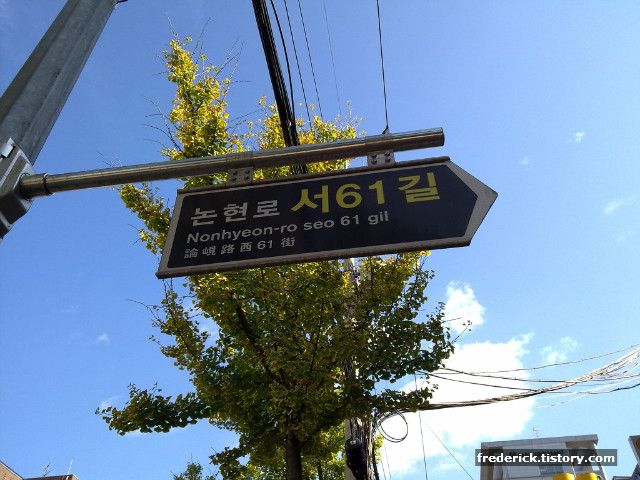 논현로 서61길
Nonhyeon-ro seo 61 gil
論峴路西61街
frederick.tistory.com